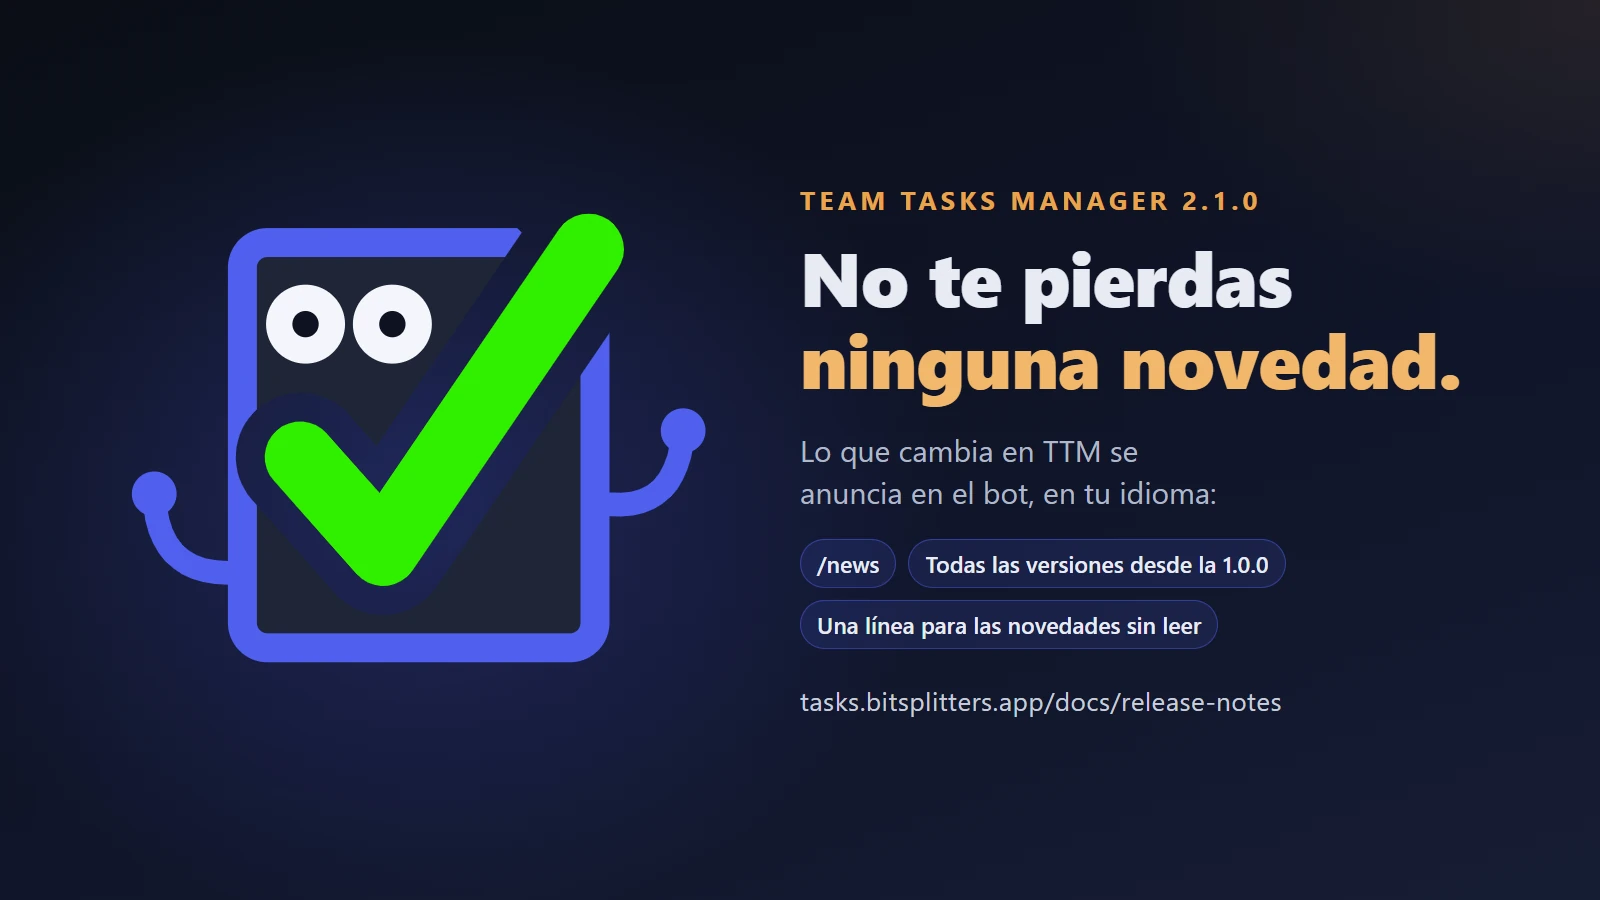 TEAM TASKS MANAGER 2.1.0
No te pierdas
ninguna novedad.
Lo que cambia en TTM se
anuncia en el bot, en tu idioma:
/news
Todas las versiones desde la 1.0.0
Una línea para las novedades sin leer
tasks.bitsplitters.app/docs/release-notes